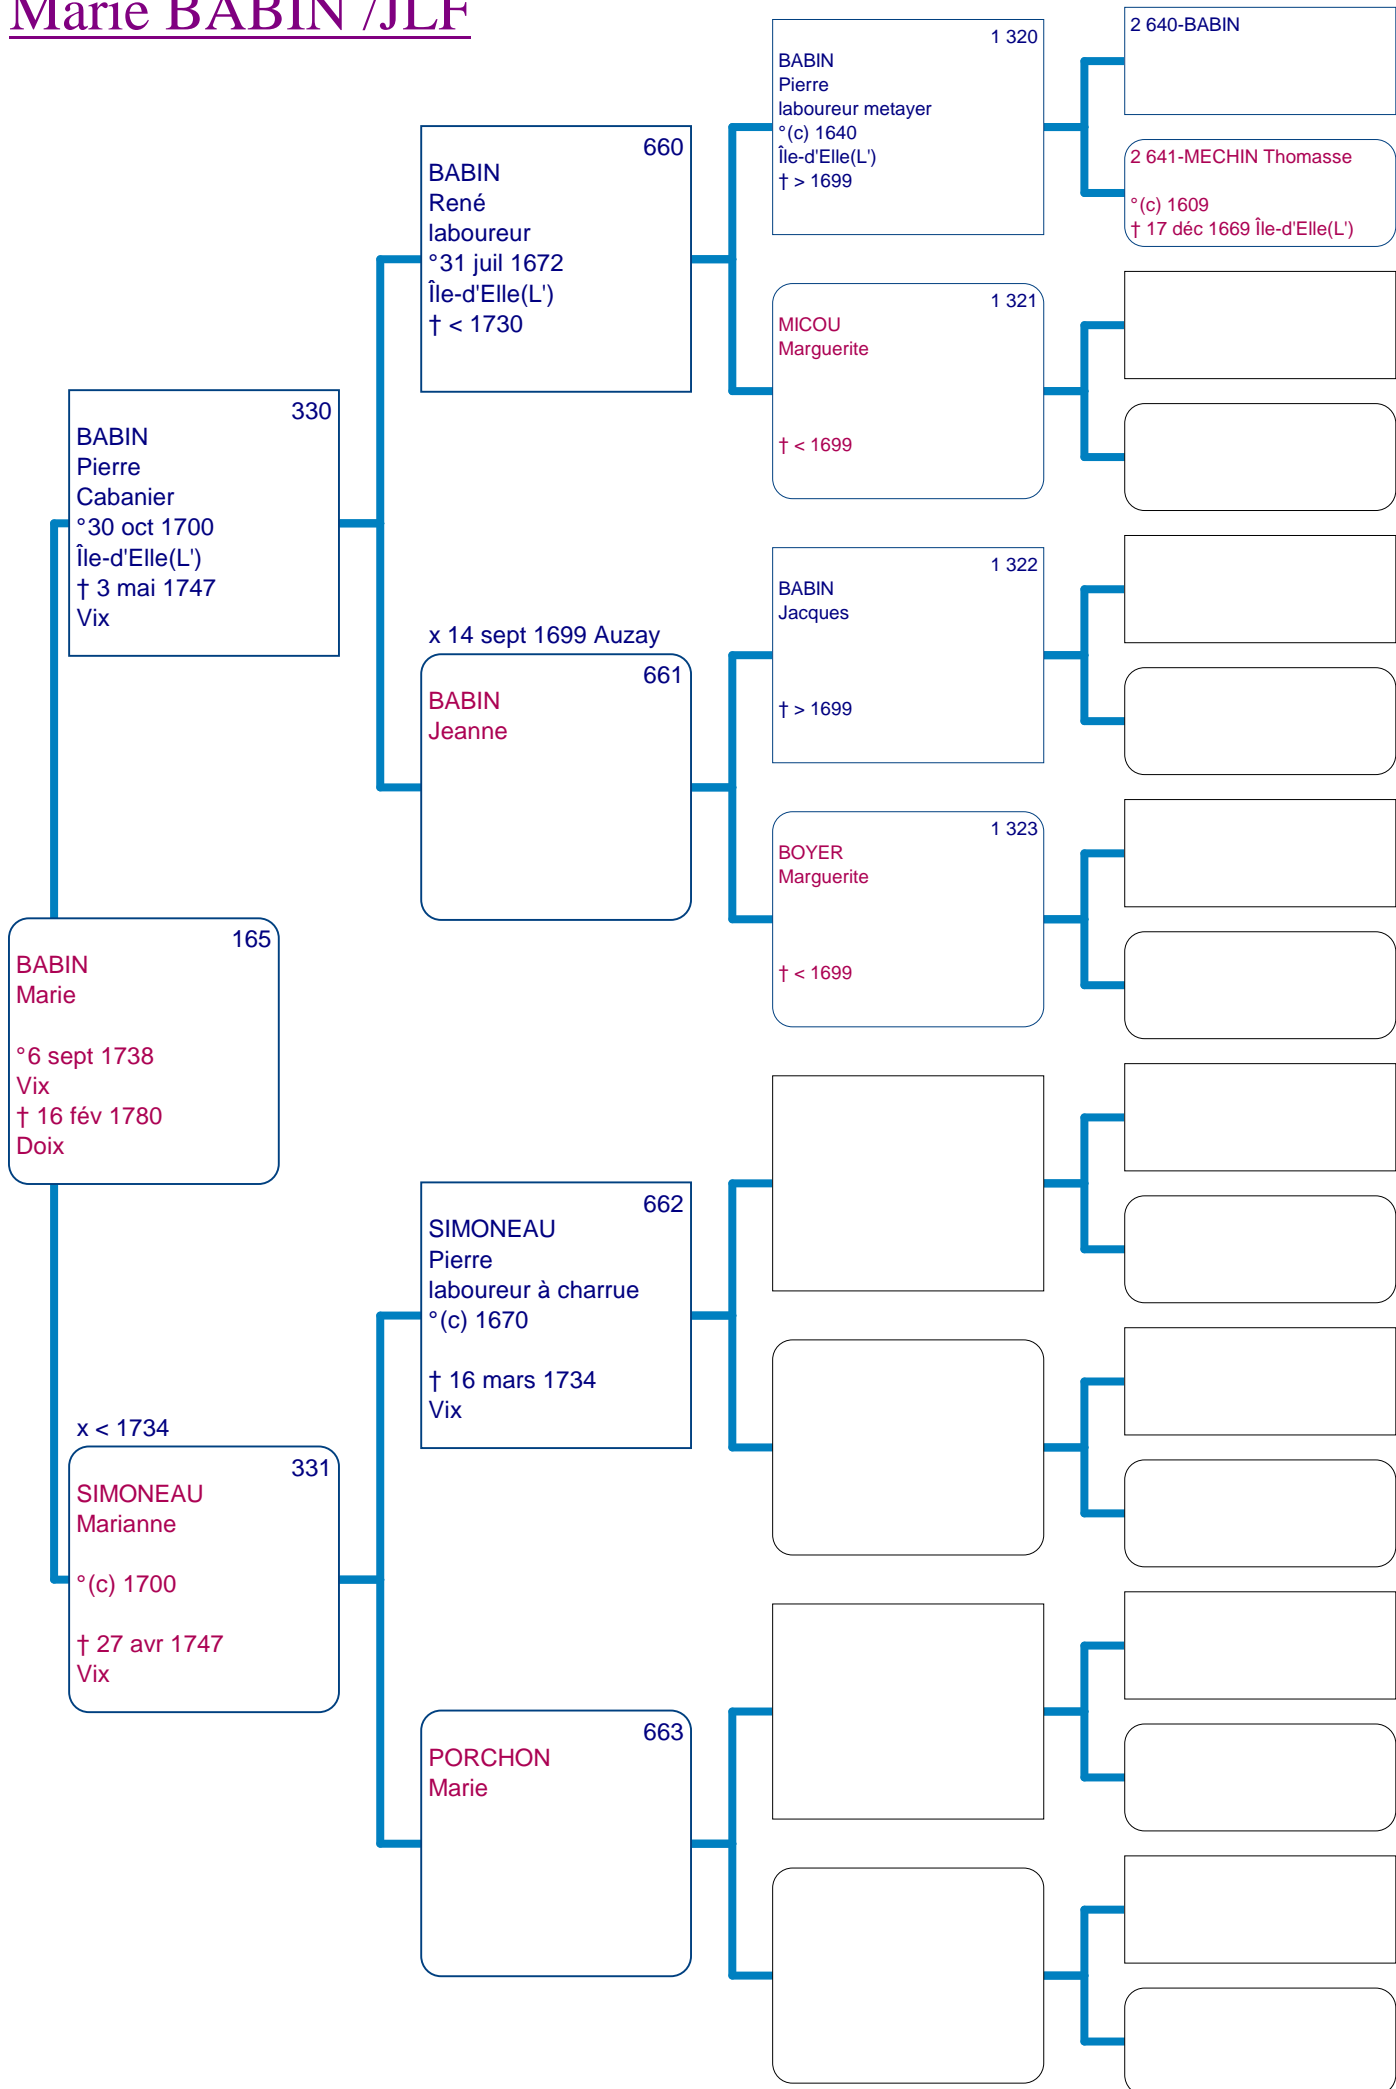 Marie BABIN /JLF
165
BABIN
Marie
°6 sept 1738
Vix
† 16 fév 1780
Doix
330
BABIN
Pierre
Cabanier
°30 oct 1700
Île-d'Elle(L')
† 3 mai 1747
Vix
x < 1734
331
SIMONEAU
Marianne
°(c) 1700
† 27 avr 1747
Vix
660
BABIN
René
laboureur
°31 juil 1672
Île-d'Elle(L')
† < 1730
x 14 sept 1699 Auzay
661
BABIN
Jeanne
662
SIMONEAU
Pierre
laboureur à charrue
°(c) 1670
† 16 mars 1734
Vix
663
PORCHON
Marie
1 320
BABIN
Pierre
laboureur metayer
°(c) 1640
Île-d'Elle(L')
† > 1699
1 321
MICOU
Marguerite
† < 1699
1 322
BABIN
Jacques
† > 1699
1 323
BOYER
Marguerite
† < 1699
2 640-BABIN
2 641-MECHIN Thomasse
°(c) 1609
† 17 déc 1669 Île-d'Elle(L')